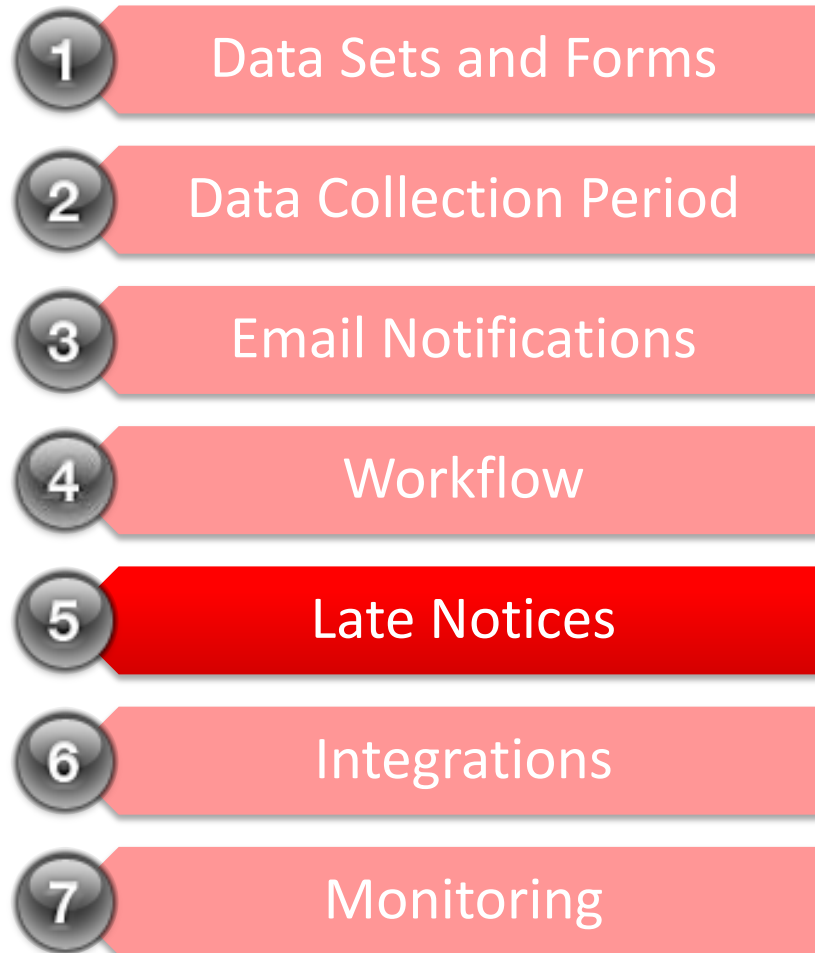 1 Data Sets and Forms
2 Data Collection Period
3 Email Notifications
4 Workflow
5 Late Notices
6 Integrations
7 Monitoring